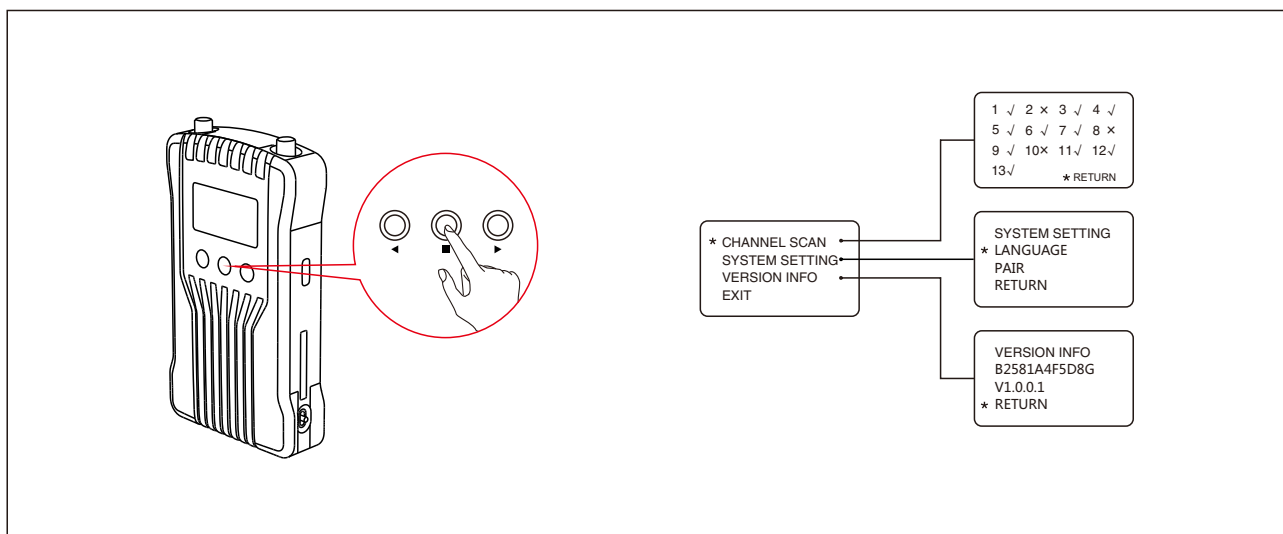 1 √ 2 × 3 √ 4 √
5 √ 6 √ 7 √ 8 ×
9 √ 10× 11√ 12√
13√
* RETURN
* CHANNEL SCAN
SYSTEM SETTING
VERSION INFO
EXIT
SYSTEM SETTING
* LANGUAGE
PAIR
RETURN
VERSION INFO
B2581A4F5D8G
V1.0.0.1
* RETURN